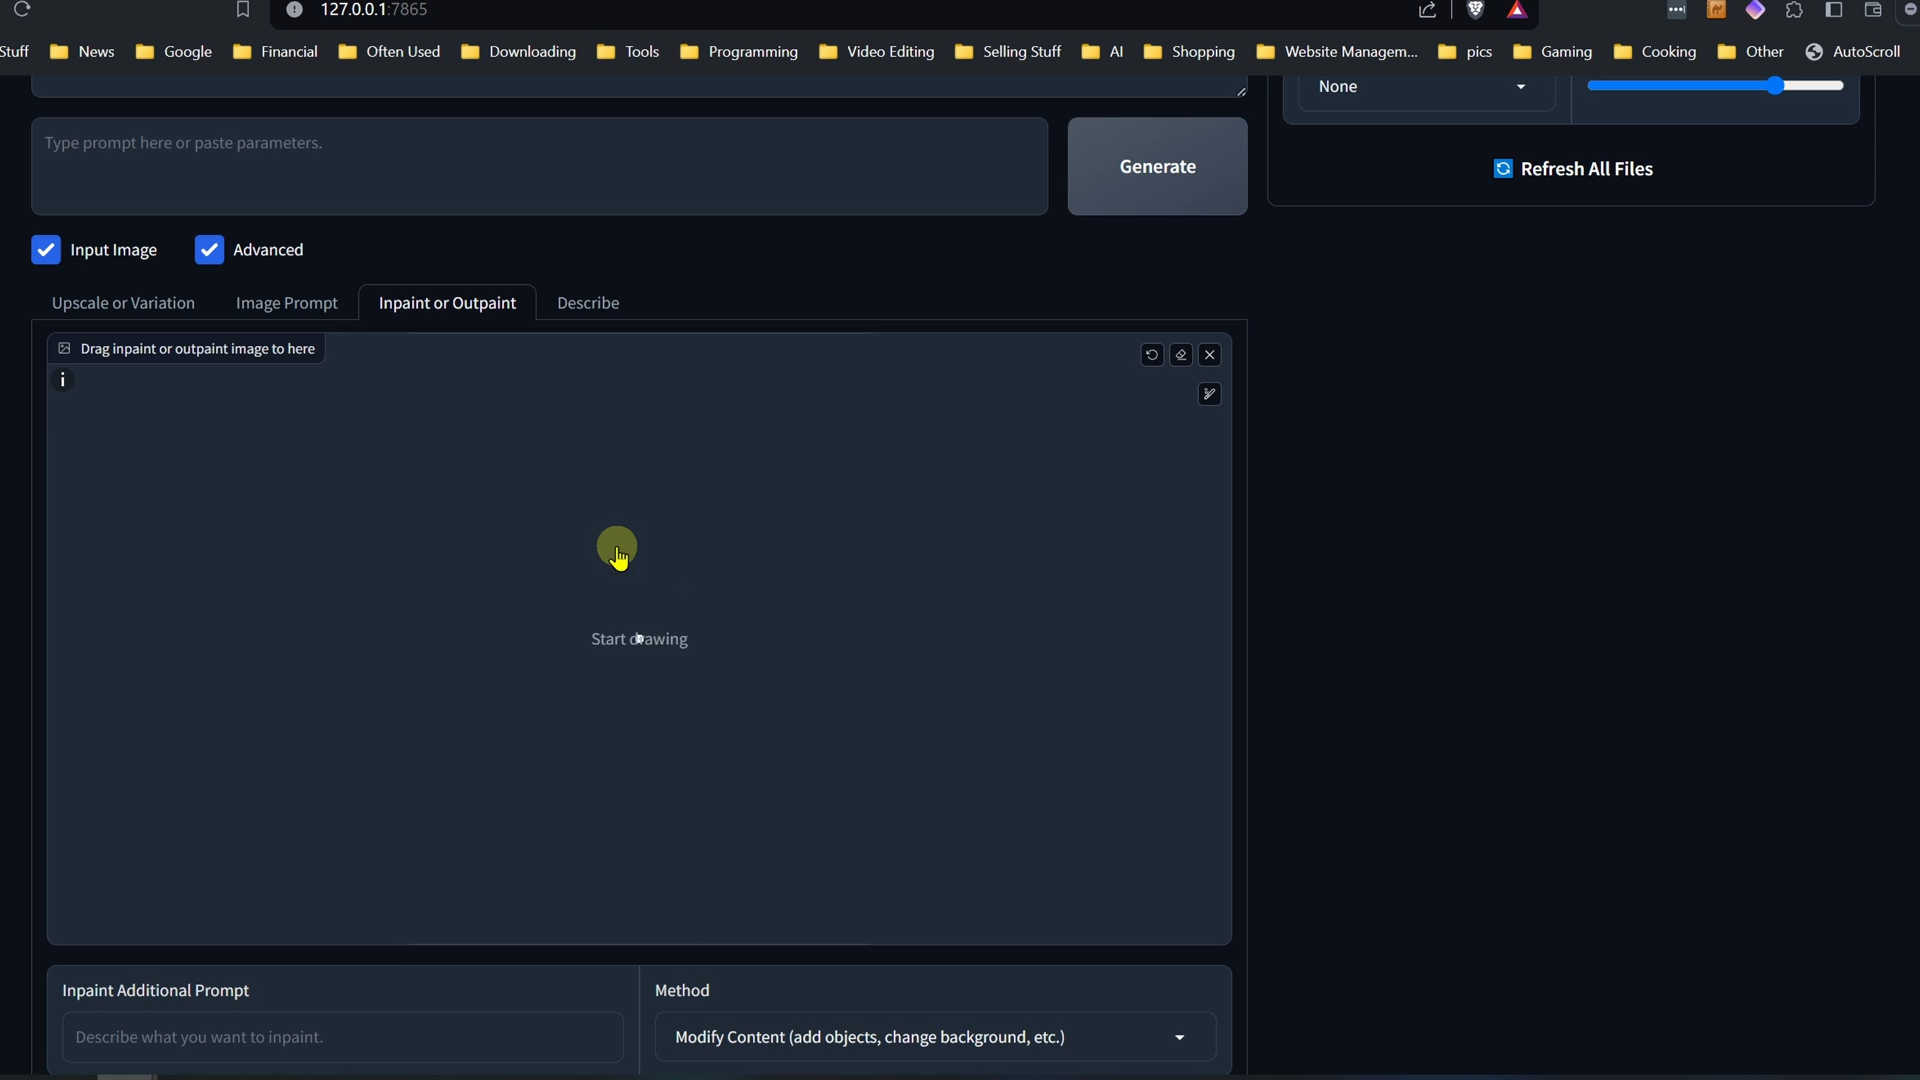 127.0.0.1:7865
Stuff News Google Financial Often Used Downloading Tools Programming Video Editing Selling Stuff AI Shopping Website Managem... pics Gaming Cooking Other AutoScroll
None
Type prompt here or paste parameters.
Generate
Refresh All Files
Input Image Advanced
Upscale or Variation Image Prompt Inpaint or Outpaint Describe
Drag inpaint or outpaint image to here
i
Start drawing
Inpaint Additional Prompt
Method
Describe what you want to inpaint.
Modify Content (add objects, change background, etc.)